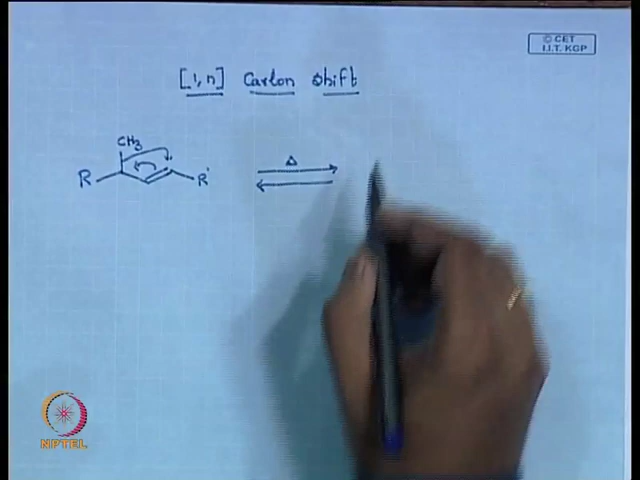 © CET
I.I.T. KGP
[1,n] Carbon Shift
CH3
R R'
Δ
NPTEL